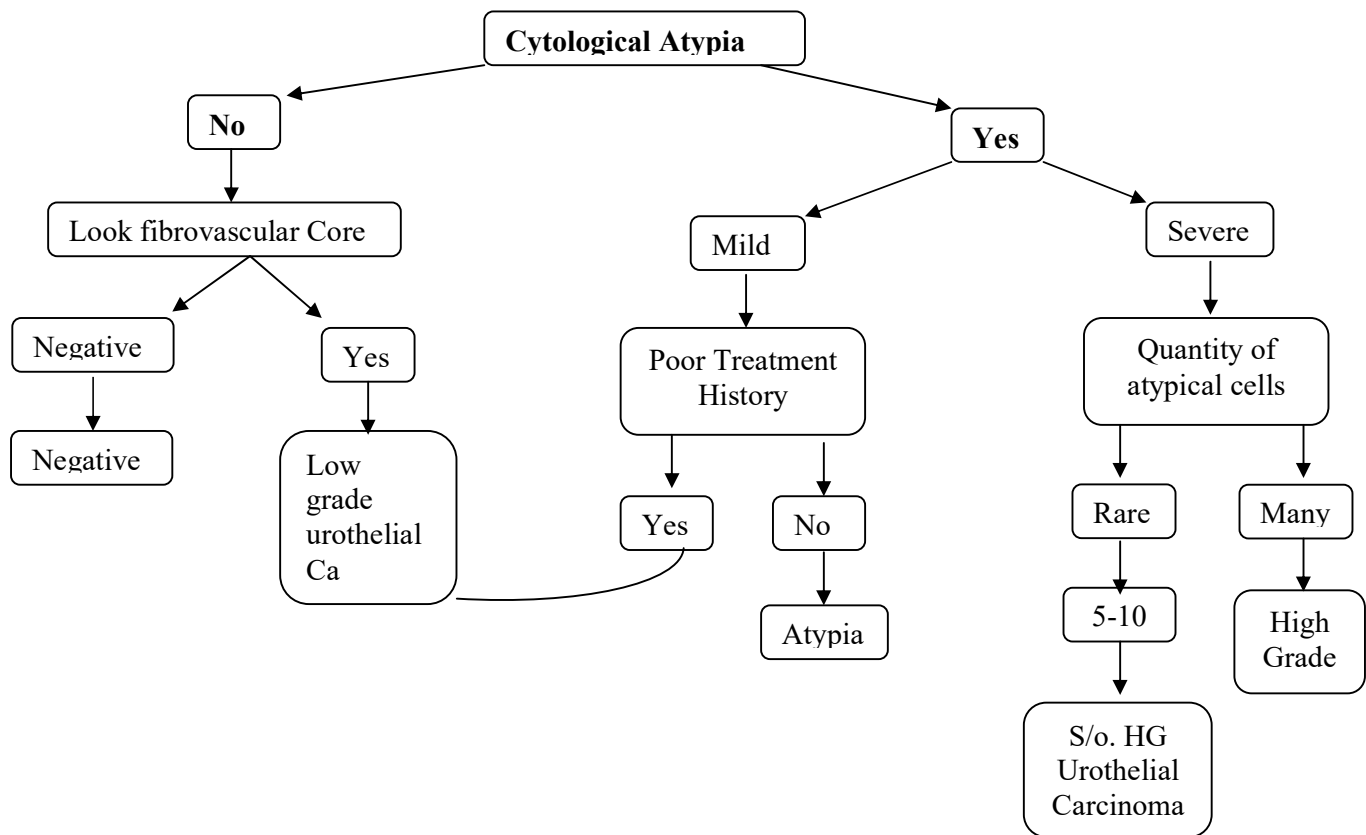 Cytological Atypia
No
Yes
Look fibrovascular Core
Mild
Severe
Negative
Yes
Poor Treatment
History
Quantity of
atypical cells
Negative
Low
grade
urothelial
Ca
Yes
No
Rare
Many
Atypia
5-10
High
Grade
S/o. HG
Urothelial
Carcinoma